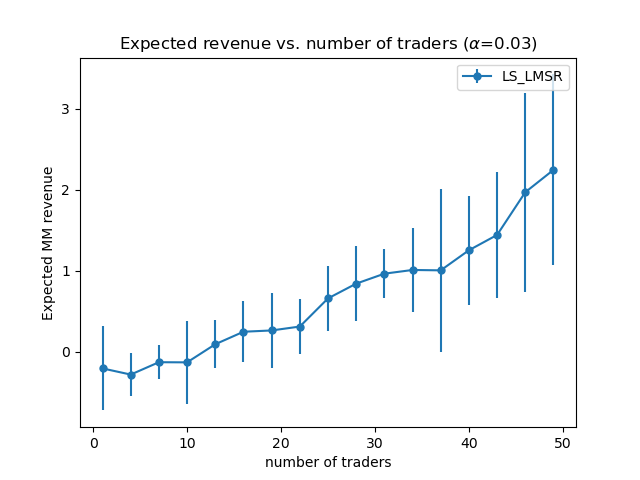 Expected revenue vs. number of traders (α=0.03)
LS_LMSR
Expected MM revenue
3
2
1
0
0 10 20 30 40 50
number of traders